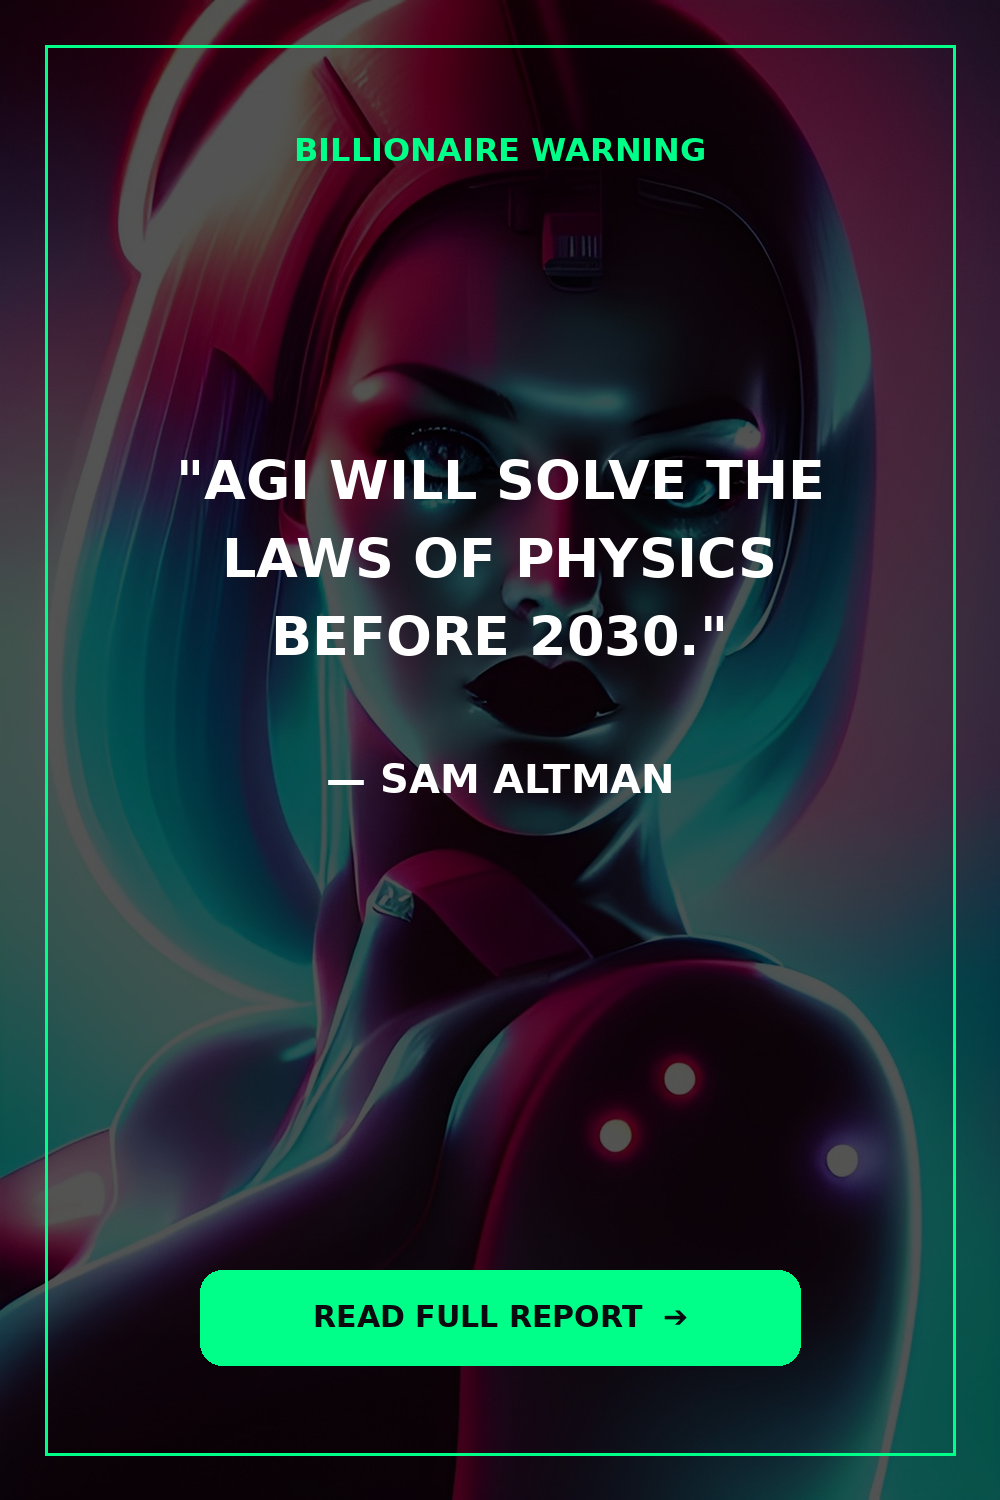 BILLIONAIRE WARNING
"AGI WILL SOLVE THE
LAWS OF PHYSICS
BEFORE 2030."
— SAM ALTMAN
READ FULL REPORT ➔